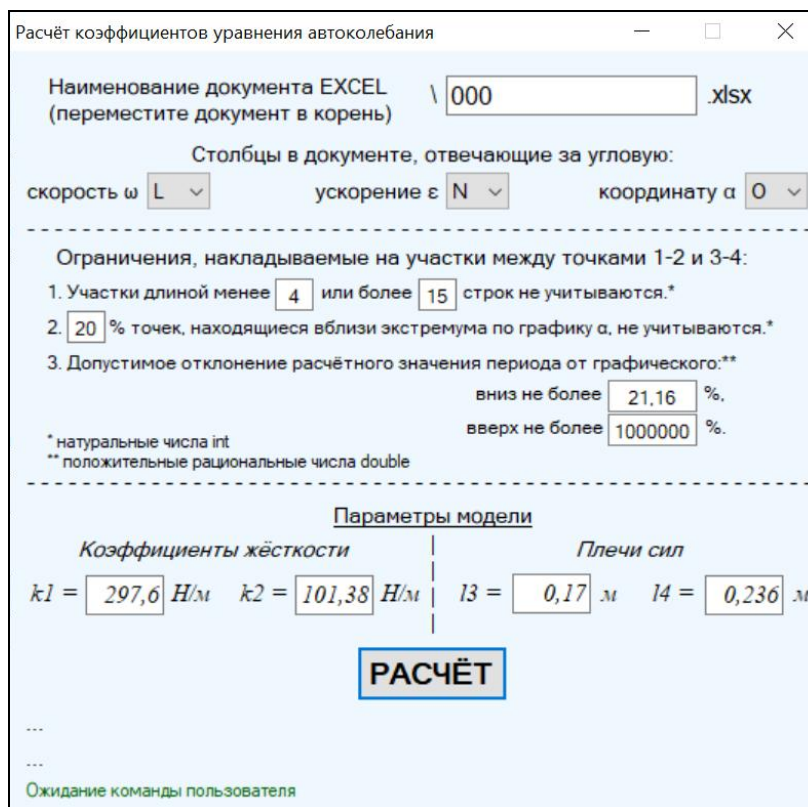 Расчёт коэффициентов уравнения автоколебания
Наименование документа EXCEL
(переместите документ в корень)
\ 000 .xlsx
Столбцы в документе, отвечающие за угловую:
скорость ω L ускорение ε N координату α O
Ограничения, накладываемые на участки между точками 1-2 и 3-4:
1. Участки длиной менее 4 или более 15 строк не учитываются.*
2. 20 % точек, находящиеся вблизи экстремума по графику α, не учитываются.*
3. Допустимое отклонение расчётного значения периода от графического:**
вниз не более 21,16 %,
вверх не более 1000000 %.
* натуральные числа int
** положительные рациональные числа double
Параметры модели
Коэффициенты жёсткости Плечи сил
k1 = 297,6 Н/м k2 = 101,38 Н/м l3 = 0,17 м l4 = 0,236 м
РАСЧЁТ
...
...
Ожидание команды пользователя